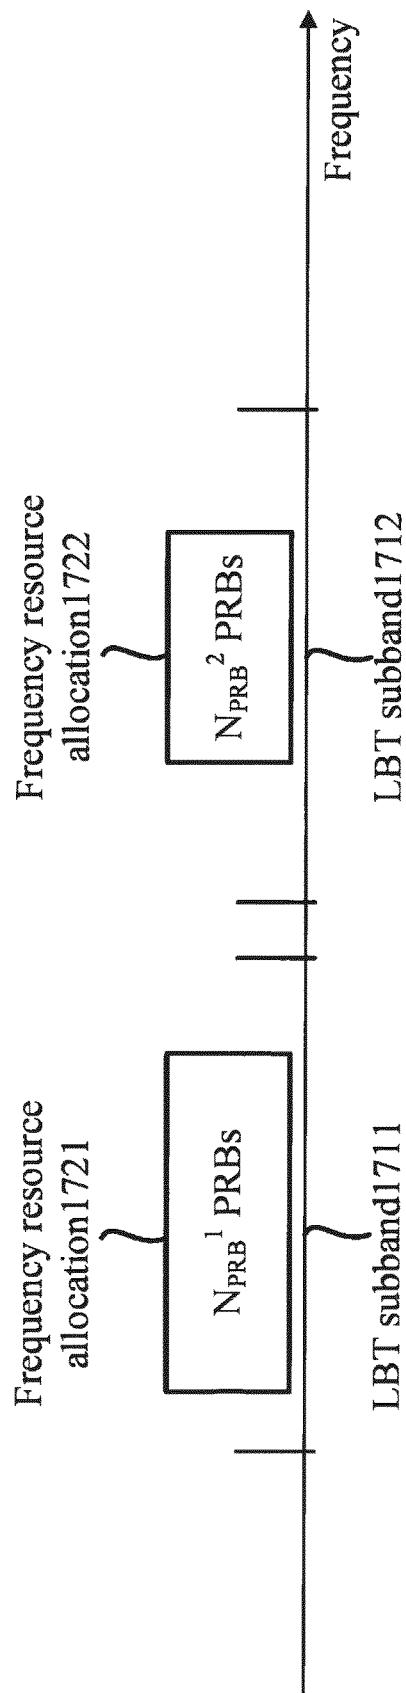 Frequency resource
allocation1721
Frequency resource
allocation1722
N_PRB^1 PRBs
N_PRB^2 PRBs
LBT subband1711
LBT subband1712
Frequency